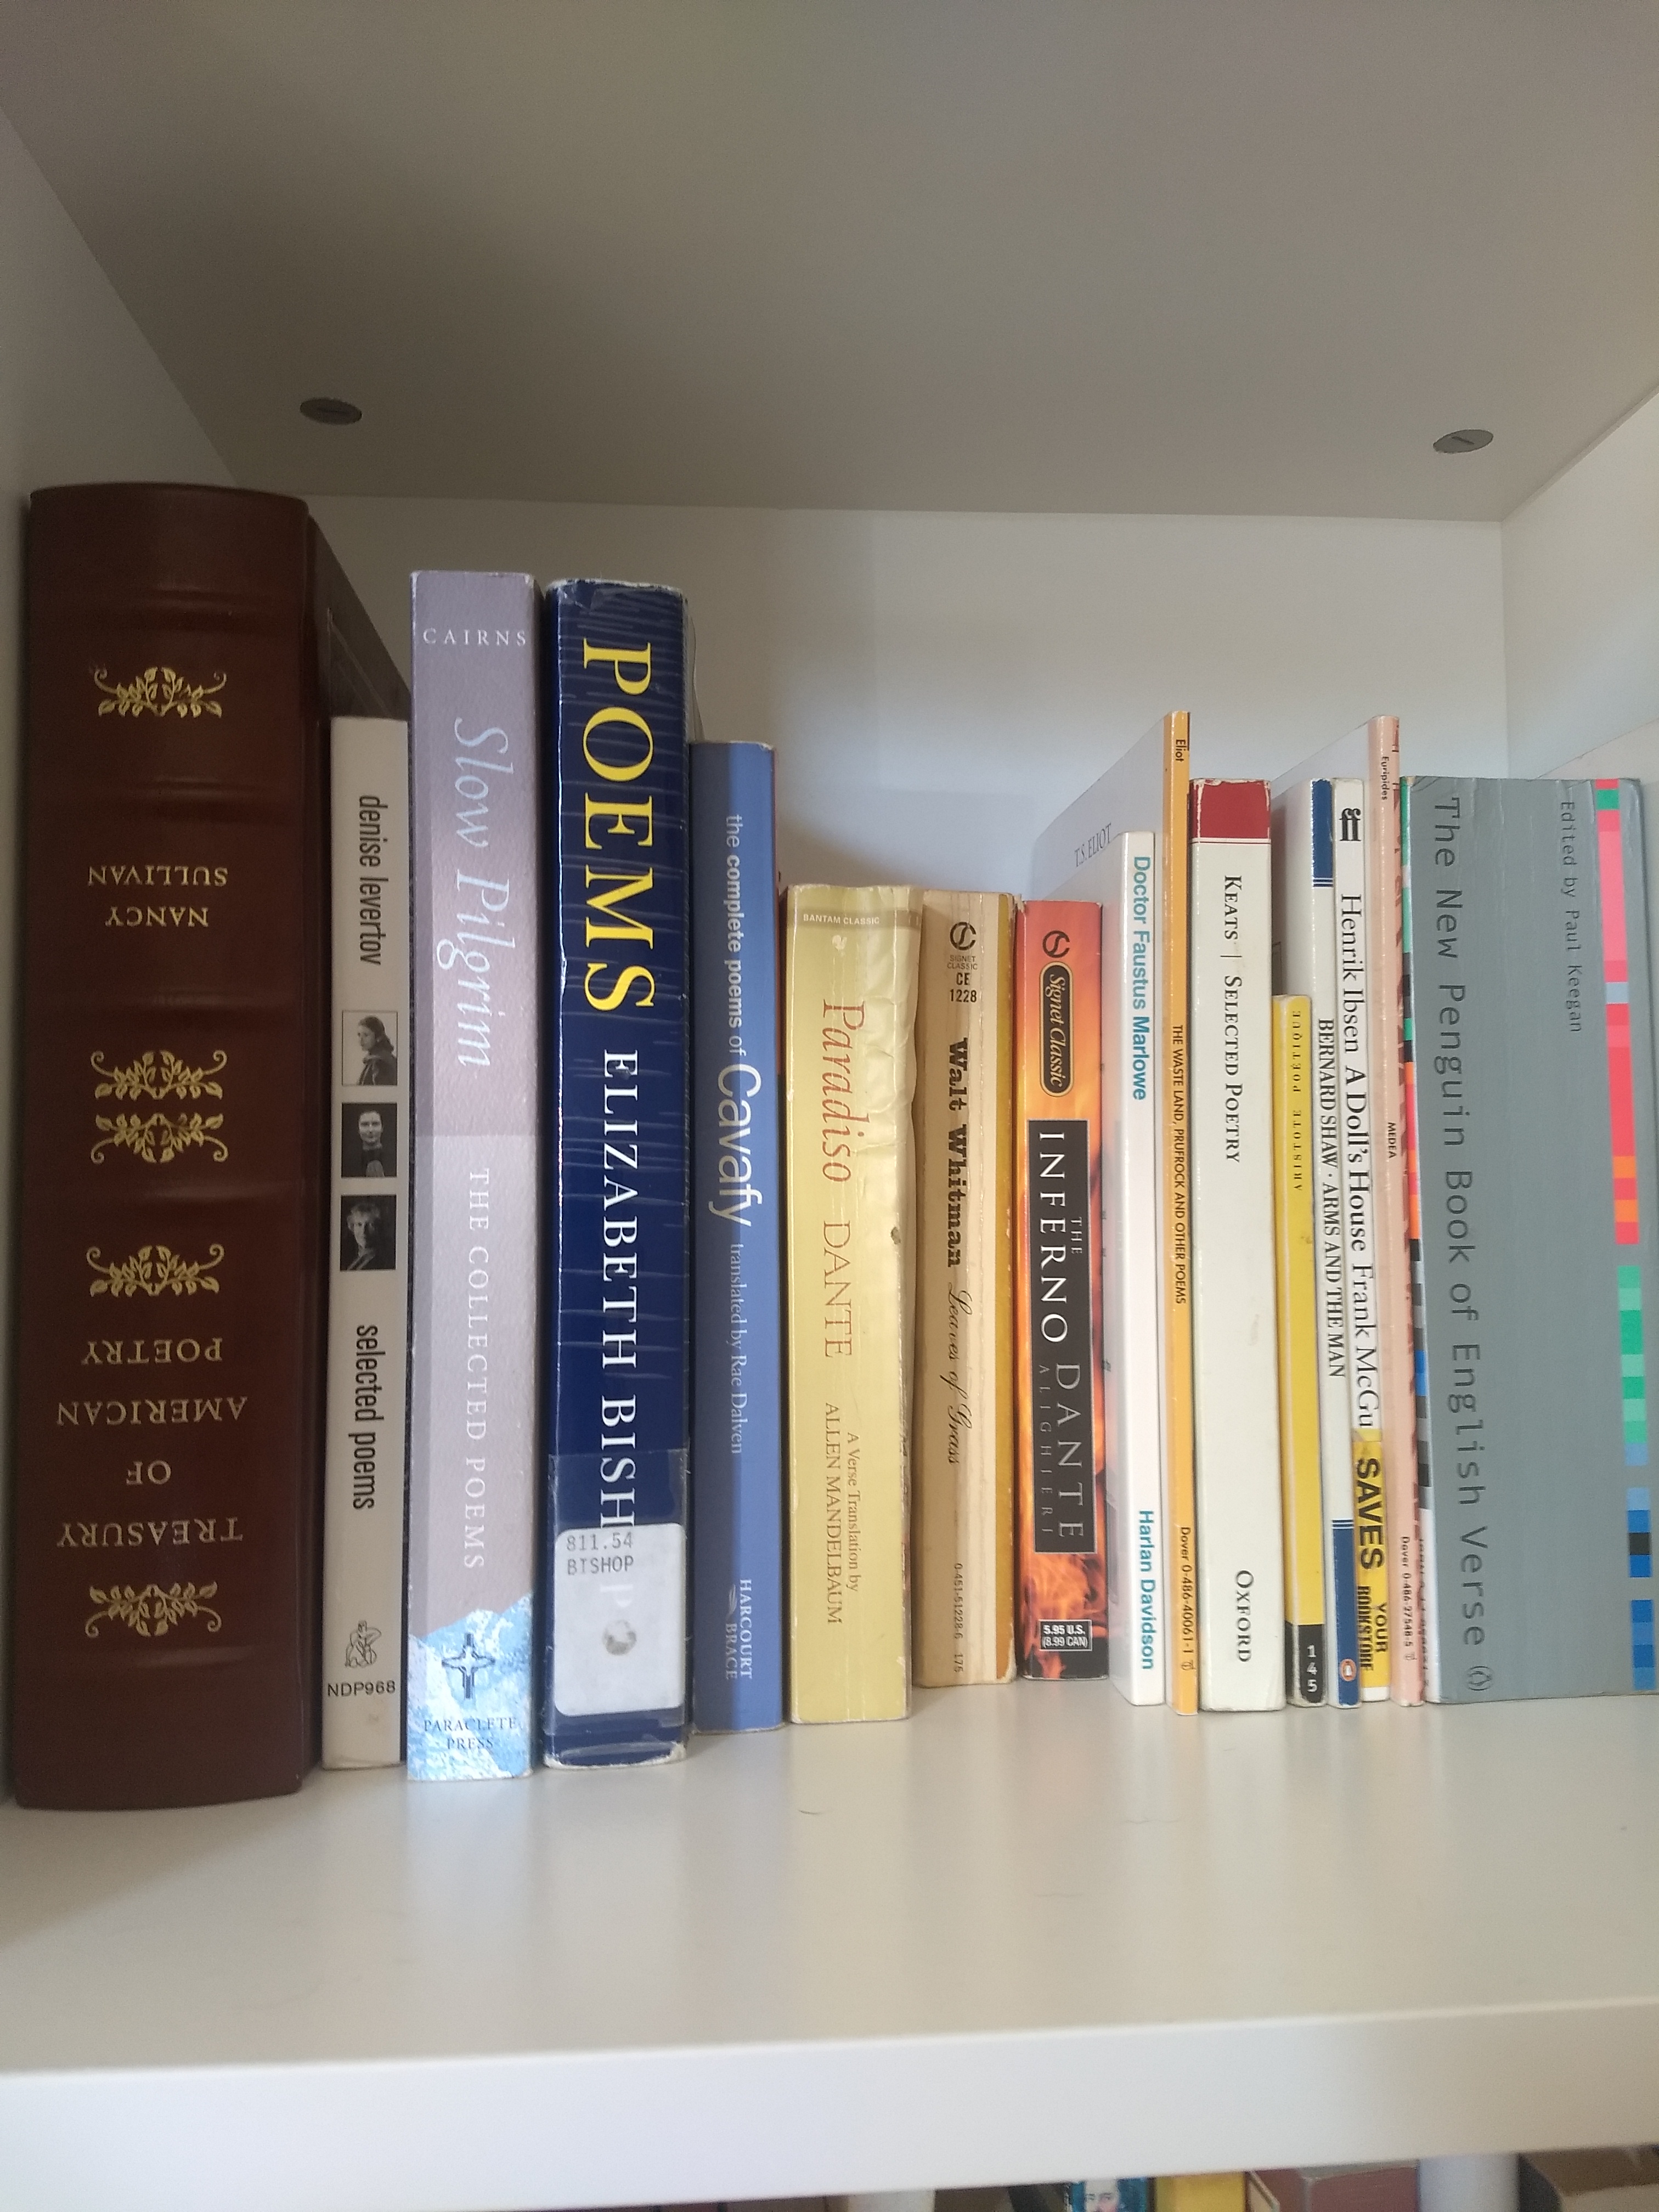 TREASURY
OF
AMERICAN
POETRY
NANCY
SULLIVAN
denise levertov
selected poems
NDP968
CAIRNS
Slow Pilgrim
THE COLLECTED POEMS
PARACLETE
PRESS
POEMS ELIZABETH BISH P
811.54
BISHOP
the complete poems of Cavafy translated by Rae Dalven
HARCOURT
BRACE
BANTAM CLASSIC
Paradiso DANTE
A Verse Translation by
ALLEN MANDELBAUM
SIGNET
CLASSIC
CE
1228
Walt Whitman Leaves of Grass
0-451-51228-6 175
Signet Classic
THE
INFERNO
DANTE
ALIGHIERI
5.95 U.S.
(8.99 CAN)
T.S. ELIOT
Doctor Faustus Marlowe
Harlan Davidson
Eliot
THE WASTE LAND, PRUFROCK AND OTHER POEMS
Dover 0-486-40061-1
KEATS | SELECTED POETRY
OXFORD
ARISTOTE POÉTIQUE
145
BERNARD SHAW · ARMS AND THE MAN
ff
Henrik Ibsen A Doll's House Frank McGu
SAVES
YOUR
BOOKSTORE
Euripides
MEDEA
Dover 0-486-27548-5
The New Penguin Book of English Verse
Edited by Paul Keegan